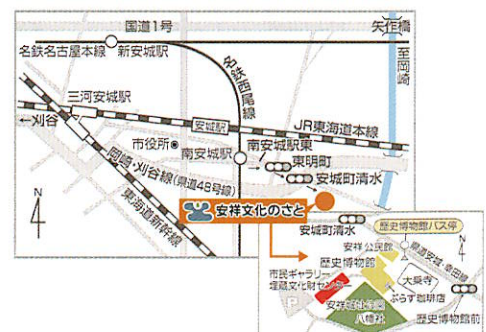 国道1号
矢作橋
名鉄名古屋本線
新安城駅
至岡崎
名鉄西尾線
三河安城駅
←刈谷
安城駅
JR東海道本線
市役所
南安城駅東
南安城駅
東明町
岡崎・刈谷線(県道48号線)
安城町清水
東海道新幹線
N
安祥文化のさと
安城町清水
歴史博物館バス停
N
安祥公民館
県道安城・幸田線
歴史博物館
市民ギャラリー
埋蔵文化財センター
大乗寺
ぷらす珈琲店
P
八幡社
歴史博物館前